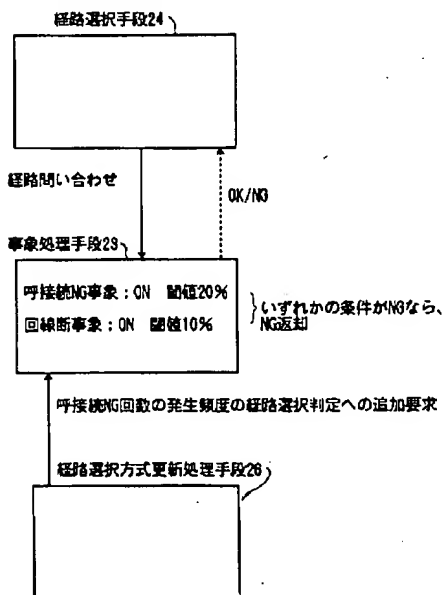 経路選択手段24
経路問い合わせ
OK/NG
事象処理手段23
呼接続NG事象：ON 閾値20%
回線断事象：ON 閾値10%
いずれかの条件がNGなら、
NG返却
呼接続NG回数の発生頻度の経路選択判定への追加要求
経路選択方式更新処理手段26